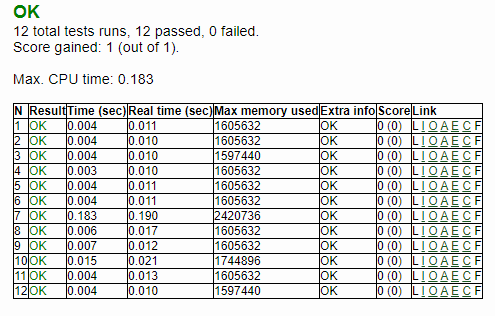 OK
12 total tests runs, 12 passed, 0 failed.
Score gained: 1 (out of 1).
Max. CPU time: 0.183
N Result Time (sec) Real time (sec) Max memory used Extra info Score Link
1 OK 0.004 0.011 1605632 OK 0 (0) L I O A E C F
2 OK 0.004 0.010 1605632 OK 0 (0) L I O A E C F
3 OK 0.004 0.010 1597440 OK 0 (0) L I O A E C F
4 OK 0.003 0.010 1605632 OK 0 (0) L I O A E C F
5 OK 0.004 0.011 1605632 OK 0 (0) L I O A E C F
6 OK 0.004 0.011 1605632 OK 0 (0) L I O A E C F
7 OK 0.183 0.190 2420736 OK 0 (0) L I O A E C F
8 OK 0.006 0.017 1605632 OK 0 (0) L I O A E C F
9 OK 0.007 0.012 1605632 OK 0 (0) L I O A E C F
10 OK 0.015 0.021 1744896 OK 0 (0) L I O A E C F
11 OK 0.004 0.013 1605632 OK 0 (0) L I O A E C F
12 OK 0.004 0.010 1597440 OK 0 (0) L I O A E C F